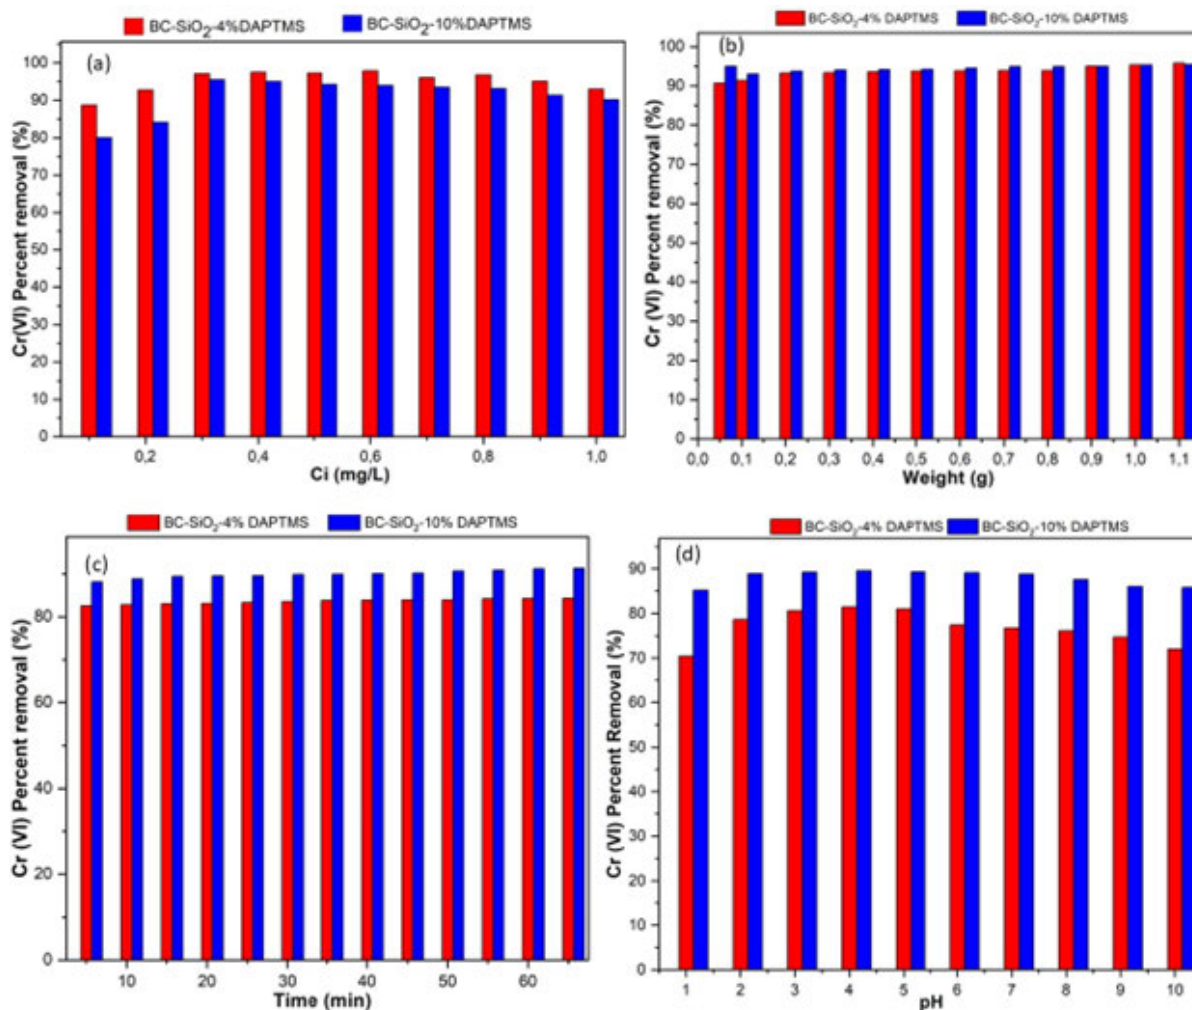 BC-SiO2-4%DAPTMS BC-SiO2-10%DAPTMS
(a)
Cr(VI) Percent removal (%)
100
90
80
70
60
50
40
30
20
10
0
0,2 0,4 0,6 0,8 1,0
Ci (mg/L)
BC-SiO2-4% DAPTMS BC-SiO2-10% DAPTMS
(b)
Cr (VI) Percent removal (%)
100
90
80
70
60
50
40
30
20
10
0
0,0 0,1 0,2 0,3 0,4 0,5 0,6 0,7 0,8 0,9 1,0 1,1
Weight (g)
BC-SiO2-4% DAPTMS BC-SiO2-10% DAPTMS
(c)
Cr (VI) Percent removal (%)
80
60
40
20
0
10 20 30 40 50 60
Time (min)
BC-SiO2-4% DAPTMS BC-SiO2-10% DAPTMS
(d)
Cr (VI) Percent Removal (%)
90
80
70
60
50
40
30
20
10
0
1 2 3 4 5 6 7 8 9 10
pH